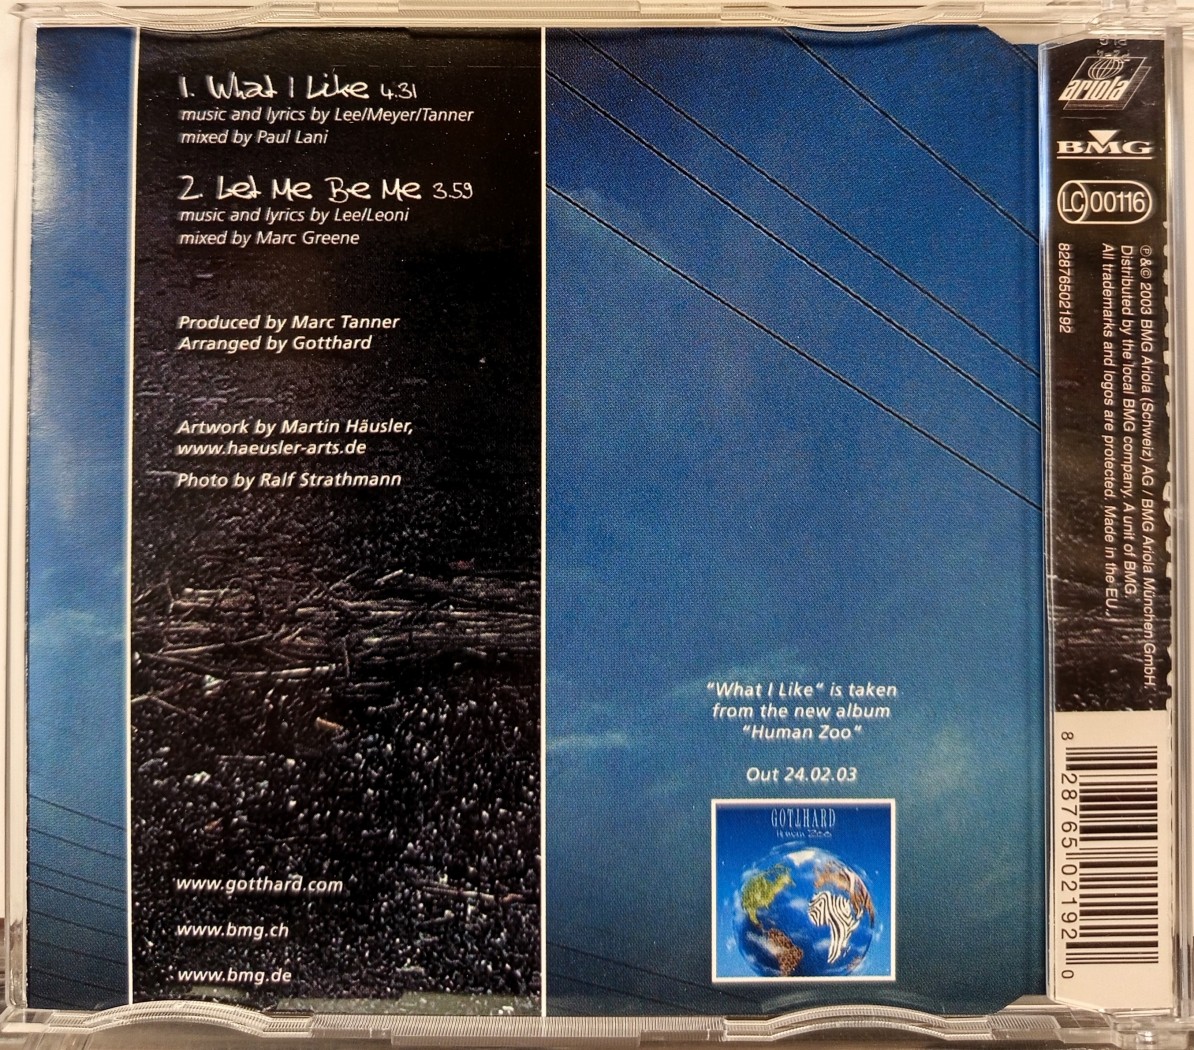 1. What I Like 4.31
music and lyrics by Lee/Meyer/Tanner
mixed by Paul Lani
2. Let Me Be Me 3.59
music and lyrics by Lee/Leoni
mixed by Marc Greene
Produced by Marc Tanner
Arranged by Gotthard
Artwork by Martin Häusler,
www.haeusler-arts.de
Photo by Ralf Strathmann
www.gotthard.com
www.bmg.ch
www.bmg.de
“What I Like“ is taken
from the new album
“Human Zoo“
Out 24.02.03
GOTTHARD
Human Zoo
ariola
BMG
LC 00116
℗&© 2003 BMG Ariola (Schweiz) AG / BMG Ariola München GmbH.
Distributed by the local BMG company. A unit of BMG.
All trademarks and logos are protected. Made in the EU.
82876502192
8 28765 02192 0